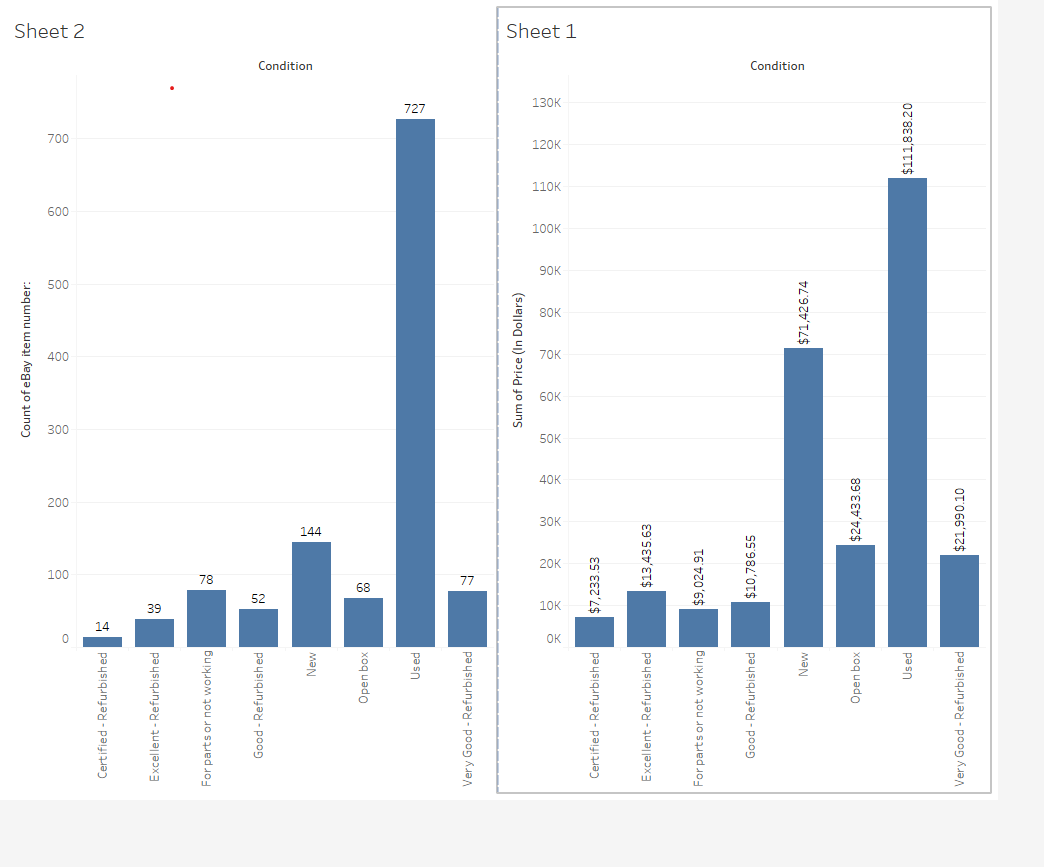 Sheet 2
Condition
Count of eBay item number:
700
600
500
400
300
200
100
0
14
39
78
52
144
68
727
77
Certified - Refurbished
Excellent - Refurbished
For parts or not working
Good - Refurbished
New
Open box
Used
Very Good - Refurbished
Sheet 1
Condition
Sum of Price (In Dollars)
130K
120K
110K
100K
90K
80K
70K
60K
50K
40K
30K
20K
10K
0K
$7,233.53
$13,435.63
$9,024.91
$10,786.55
$71,426.74
$24,433.68
$111,838.20
$21,990.10
Certified - Refurbished
Excellent - Refurbished
For parts or not working
Good - Refurbished
New
Open box
Used
Very Good - Refurbished